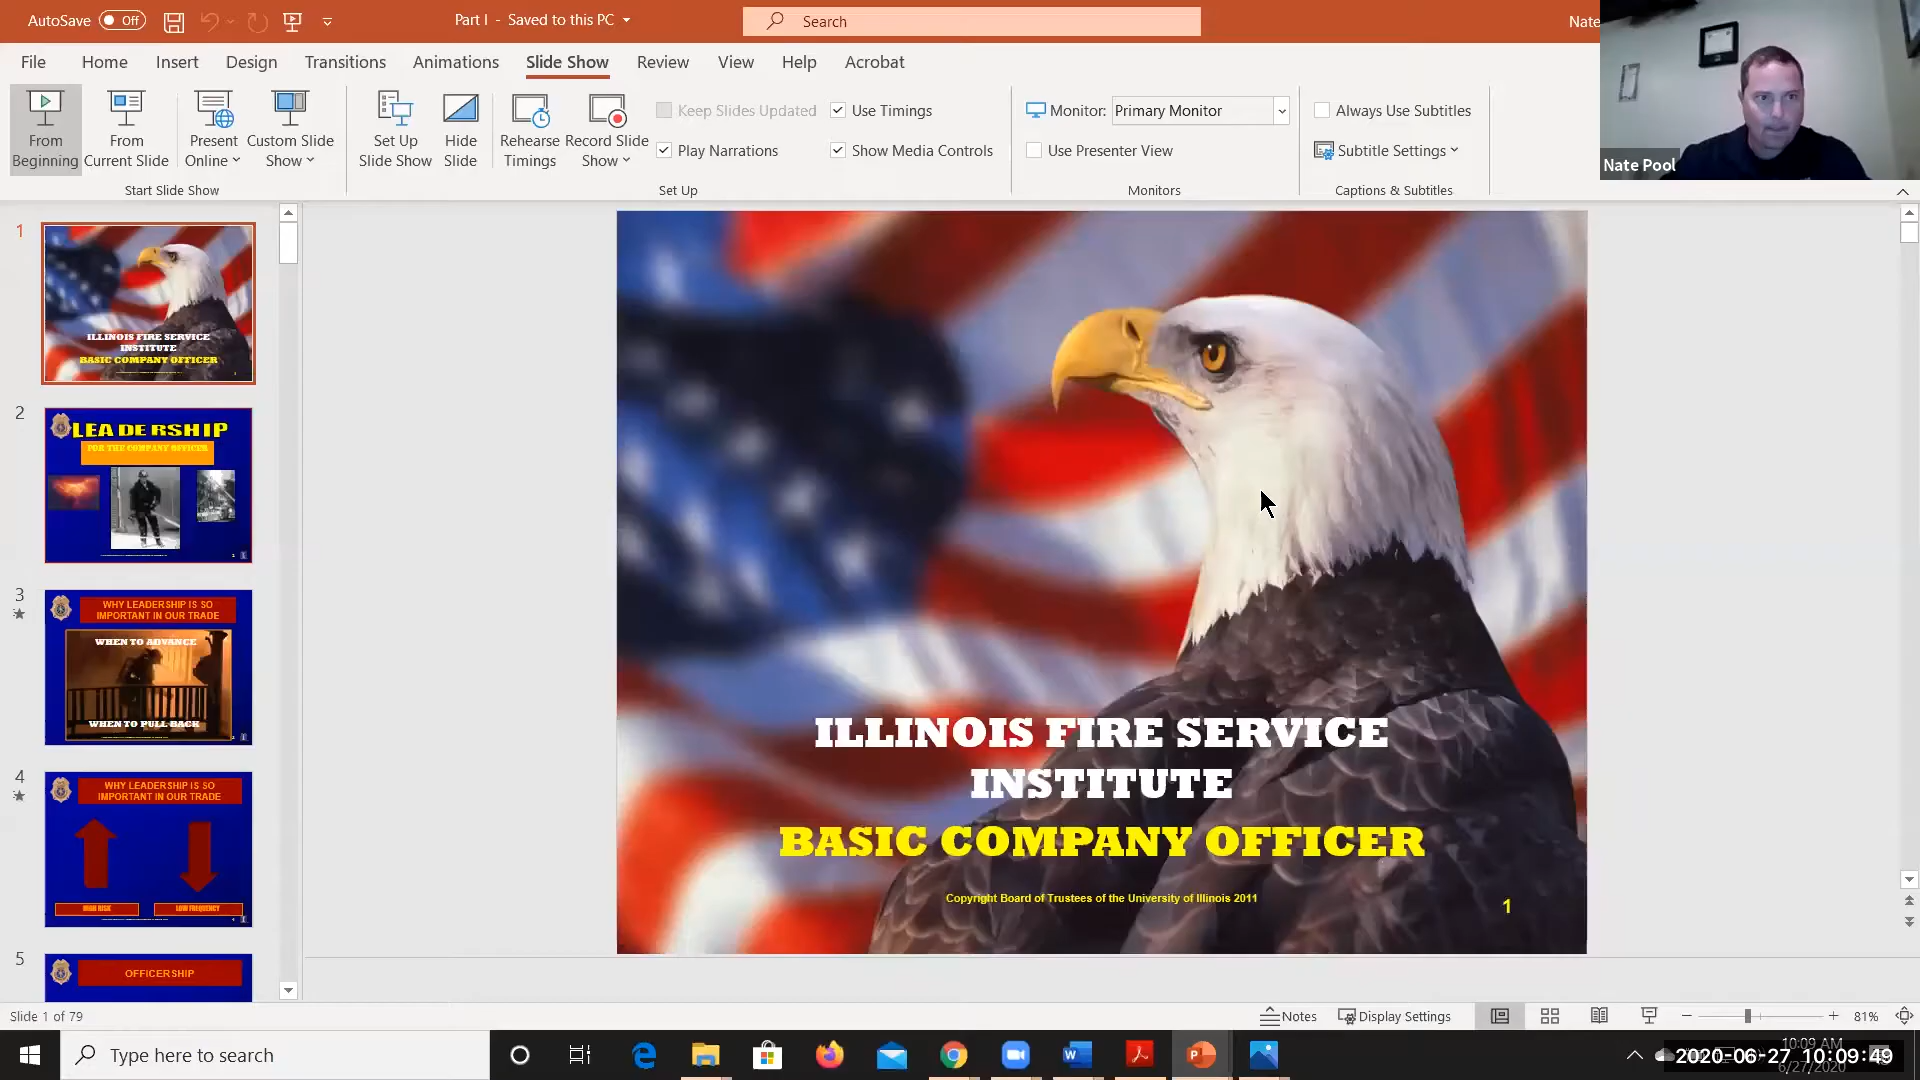 AutoSave Off
Part I - Saved to this PC
Search
Nate
File Home Insert Design Transitions Animations Slide Show Review View Help Acrobat
From Beginning
From Current Slide
Present Online
Custom Slide Show
Start Slide Show
Set Up Slide Show
Hide Slide
Rehearse Timings
Record Slide Show
Keep Slides Updated
Play Narrations
Use Timings
Show Media Controls
Set Up
Monitor: Primary Monitor
Use Presenter View
Monitors
Always Use Subtitles
Subtitle Settings
Captions & Subtitles
Nate Pool
1
ILLINOIS FIRE SERVICE
INSTITUTE
BASIC COMPANY OFFICER
2
LEADERSHIP
FOR THE COMPANY OFFICER
3
WHY LEADERSHIP IS SO
IMPORTANT IN OUR TRADE
WHEN TO ADVANCE
WHEN TO PULL BACK
4
WHY LEADERSHIP IS SO
IMPORTANT IN OUR TRADE
HIGH RISK
LOW FREQUENCY
5
OFFICERSHIP
ILLINOIS FIRE SERVICE
INSTITUTE
BASIC COMPANY OFFICER
Copyright Board of Trustees of the University of Illinois 2011
1
Slide 1 of 79
Notes
Display Settings
81%
Type here to search
10:09 AM
2020-06-27 10:09:49
6/27/2020